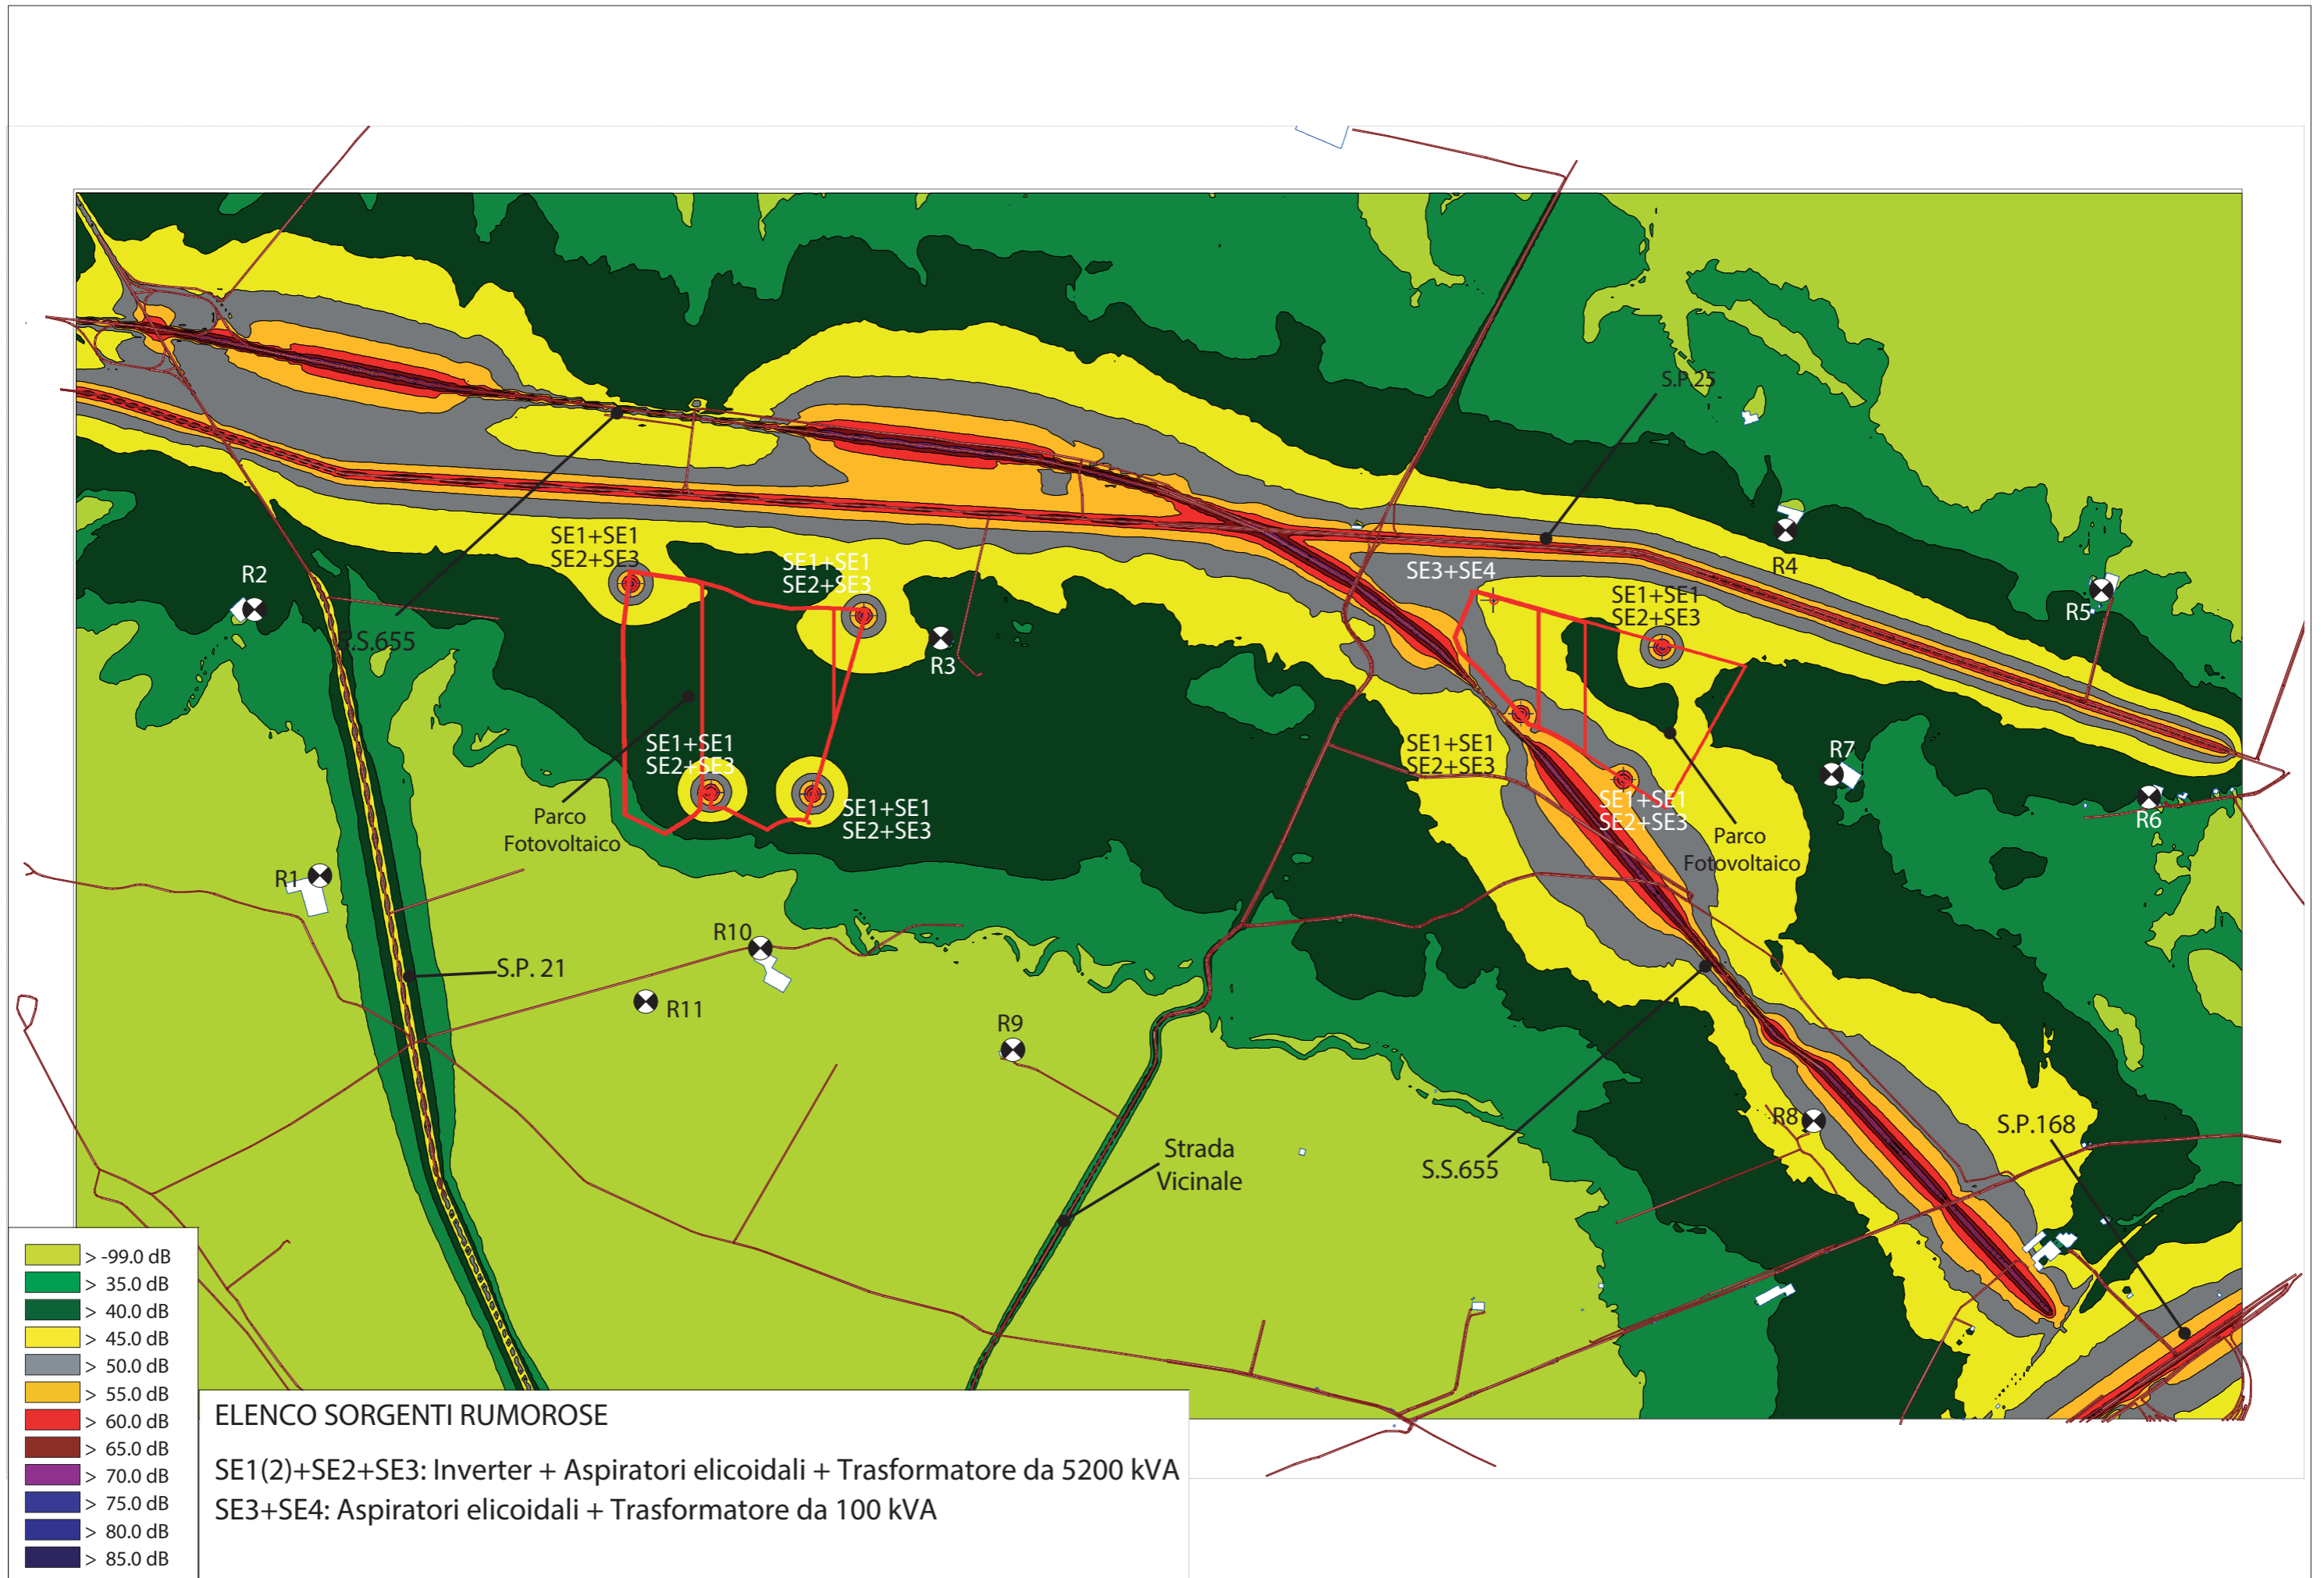 S.P.25
SE1+SE1
SE2+SE3
SE1+SE1
SE2+SE3
SE3+SE4
R4
SE1+SE1
SE2+SE3
R2
R5
S.S.655
R3
SE1+SE1
SE2+SE3
SE1+SE1
SE2+SE3
R7
Parco
Fotovoltaico
SE1+SE1
SE2+SE3
SE1+SE1
SE2+SE3
Parco
Fotovoltaico
R6
R1
R10
S.P. 21
R11
R9
R8
S.P.168
Strada
Vicinale
S.S.655
> -99.0 dB
> 35.0 dB
> 40.0 dB
> 45.0 dB
> 50.0 dB
> 55.0 dB
> 60.0 dB
> 65.0 dB
> 70.0 dB
> 75.0 dB
> 80.0 dB
> 85.0 dB
ELENCO SORGENTI RUMOROSE
SE1(2)+SE2+SE3: Inverter + Aspiratori elicoidali + Trasformatore da 5200 kVA
SE3+SE4: Aspiratori elicoidali + Trasformatore da 100 kVA